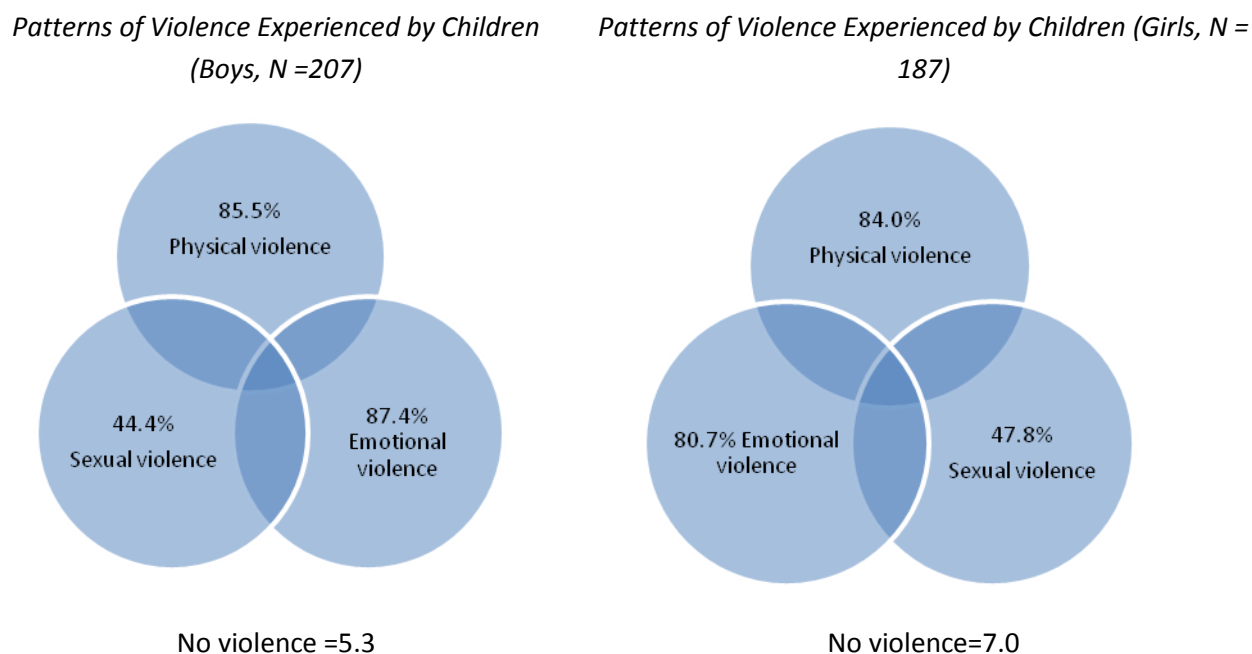 Patterns of Violence Experienced by Children
(Boys, N =207)
85.5%
Physical violence
44.4%
Sexual violence
87.4%
Emotional
violence
No violence =5.3
Patterns of Violence Experienced by Children (Girls, N =
187)
84.0%
Physical violence
80.7% Emotional
violence
47.8%
Sexual violence
No violence=7.0